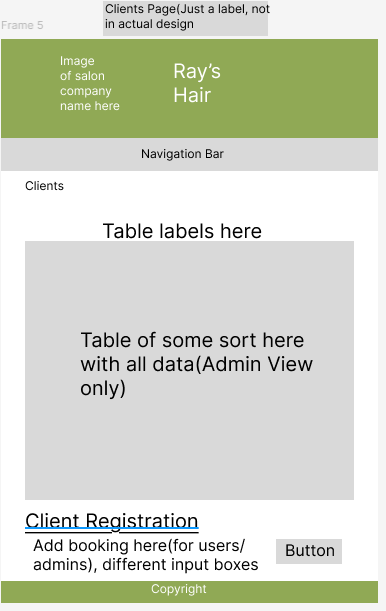 Clients Page(Just a label, not
in actual design
Frame 5
Image
of salon
company
name here
Ray's
Hair
Navigation Bar
Clients
Table labels here
Table of some sort here
with all data(Admin View
only)
Client Registration
Add booking here(for users/
admins), different input boxes
Button
Copyright